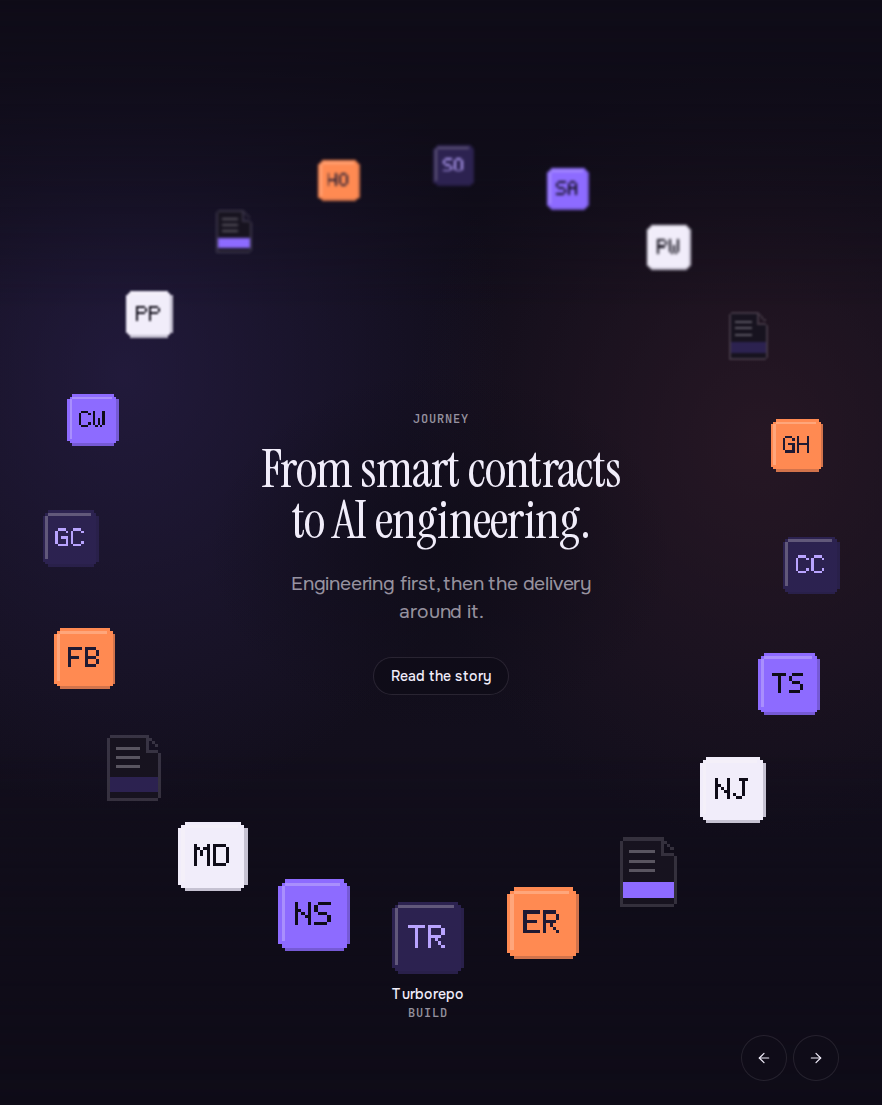 SO
HO
SA
PW
PP
CW
GH
JOURNEY
From smart contracts
to AI engineering.
GC
CC
Engineering first, then the delivery
around it.
FB
Read the story
TS
NJ
MD
NS
TR
ER
Turborepo
BUILD